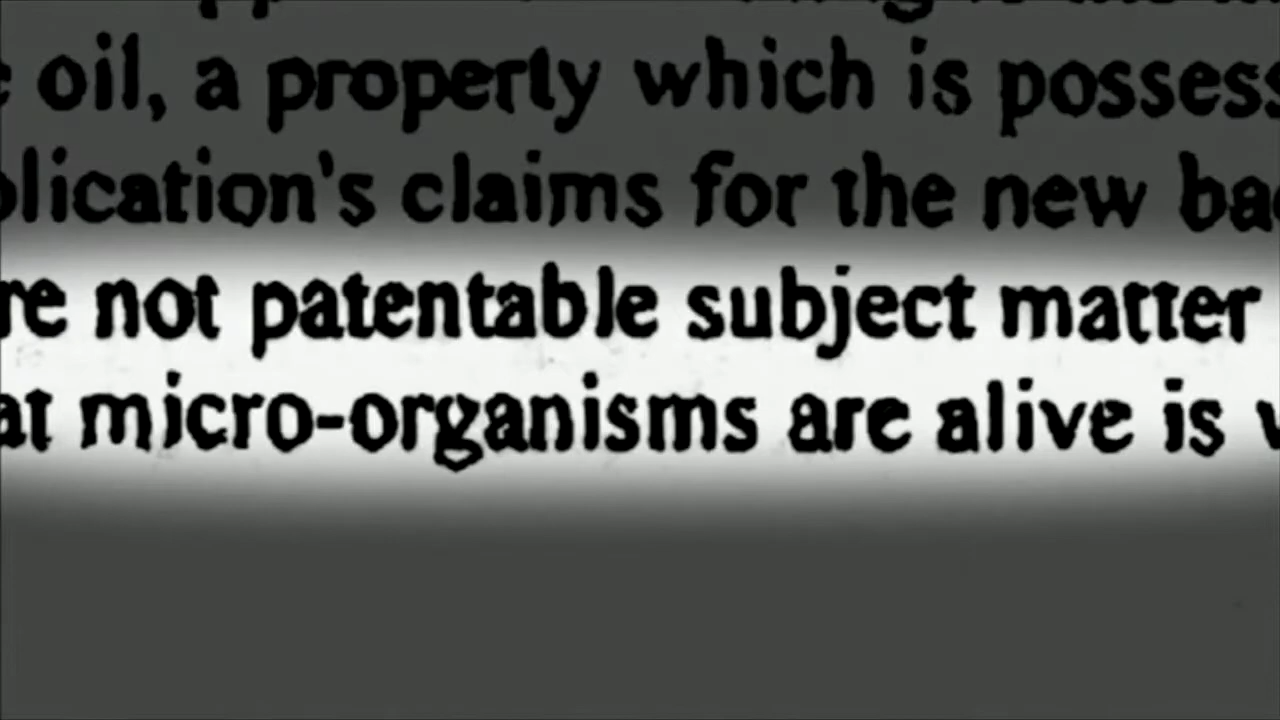 oil, a property which is possess
lication's claims for the new ba
re not patentable subject matter
at micro-organisms are alive is